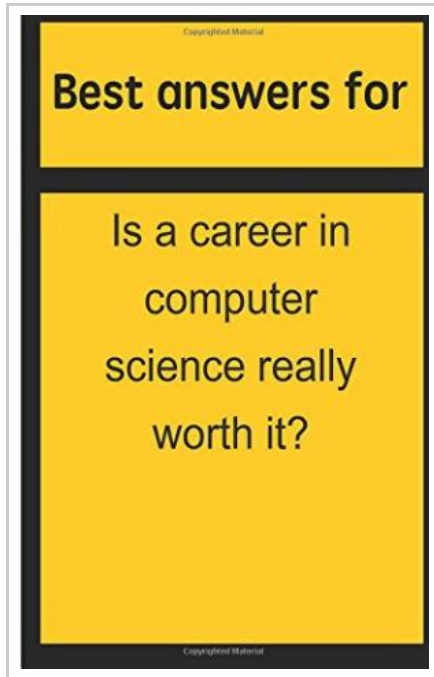 Copyrighted Material
Best answers for
Is a career in
computer
science really
worth it?
Copyrighted Material